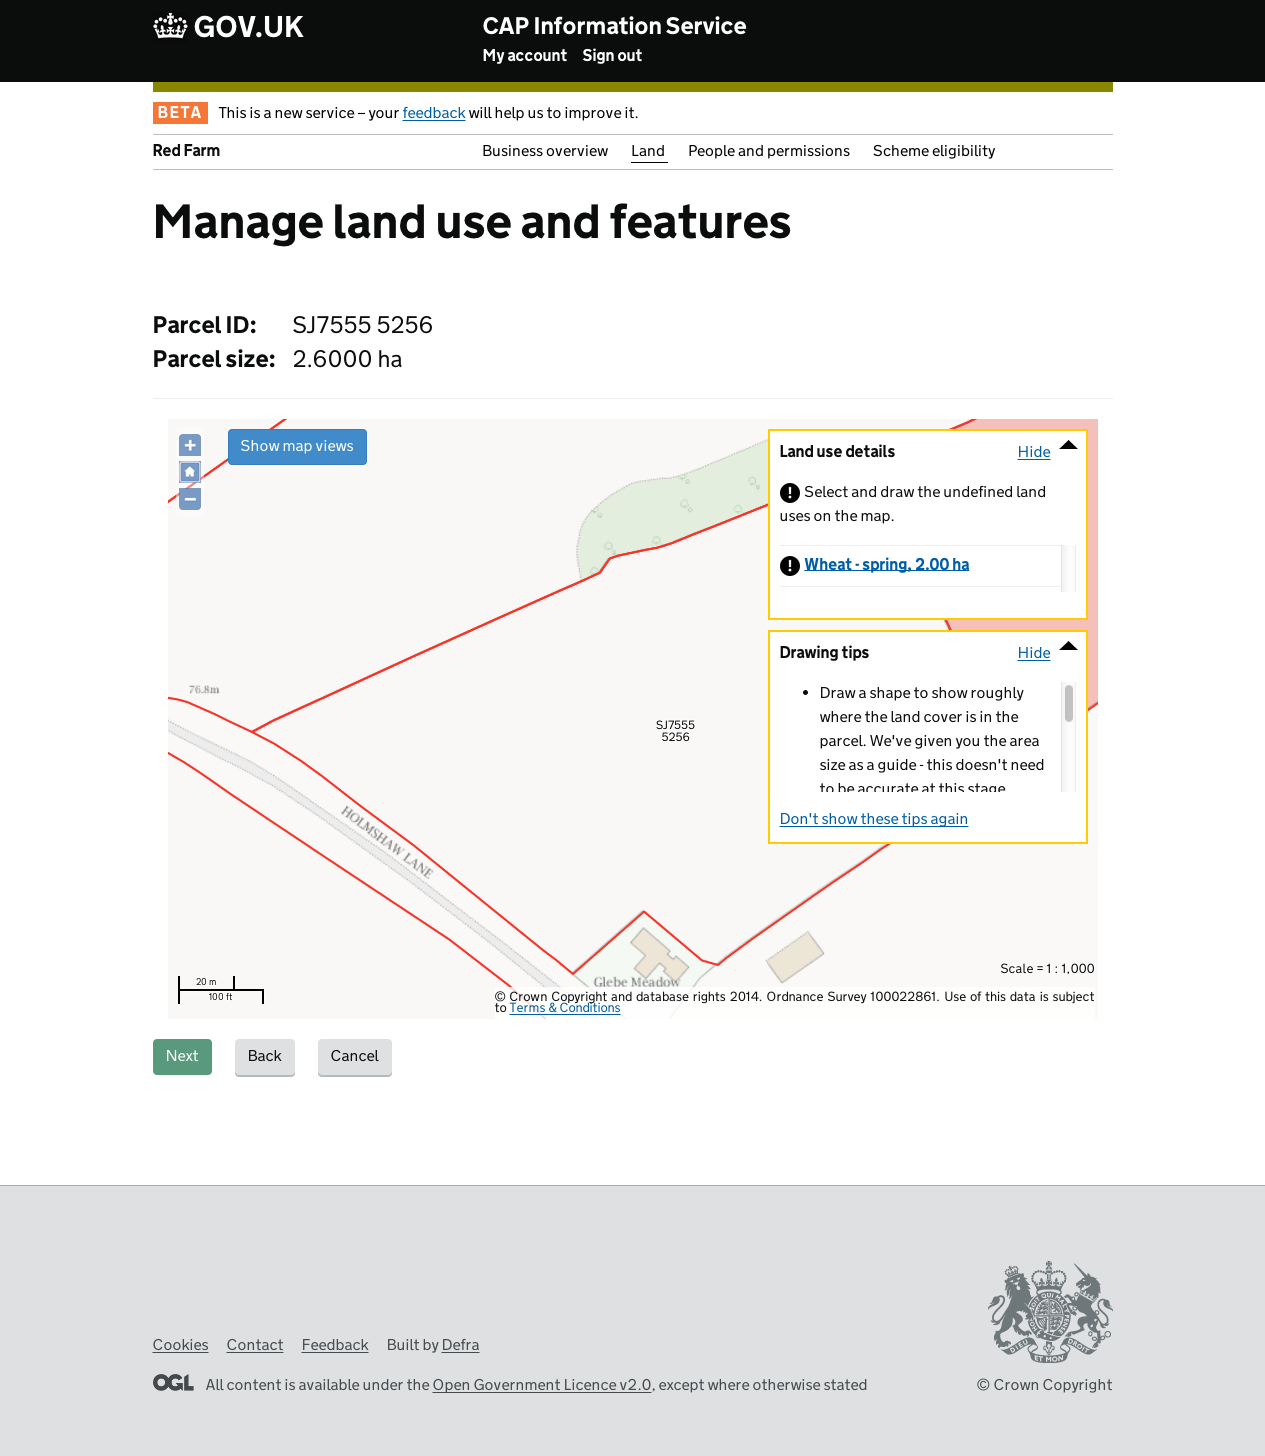 GOV.UK
CAP Information Service
My account Sign out
BETA This is a new service – your feedback will help us to improve it.
Red Farm
Business overview Land People and permissions Scheme eligibility
Manage land use and features
Parcel ID: SJ7555 5256
Parcel size: 2.6000 ha
Show map views
Land use details Hide
! Select and draw the undefined land
uses on the map.
! Wheat - spring, 2.00 ha
Drawing tips Hide
• Draw a shape to show roughly
where the land cover is in the
parcel. We've given you the area
size as a guide - this doesn't need
to be accurate at this stage
Don't show these tips again
76.8m
SJ7555
5256
HOLMSHAW LANE
Glebe Meadow
Scale = 1 : 1,000
20 m
100 ft
© Crown Copyright and database rights 2014. Ordnance Survey 100022861. Use of this data is subject
to Terms & Conditions
Next Back Cancel
Cookies Contact Feedback Built by Defra
OGL All content is available under the Open Government Licence v2.0, except where otherwise stated
© Crown Copyright